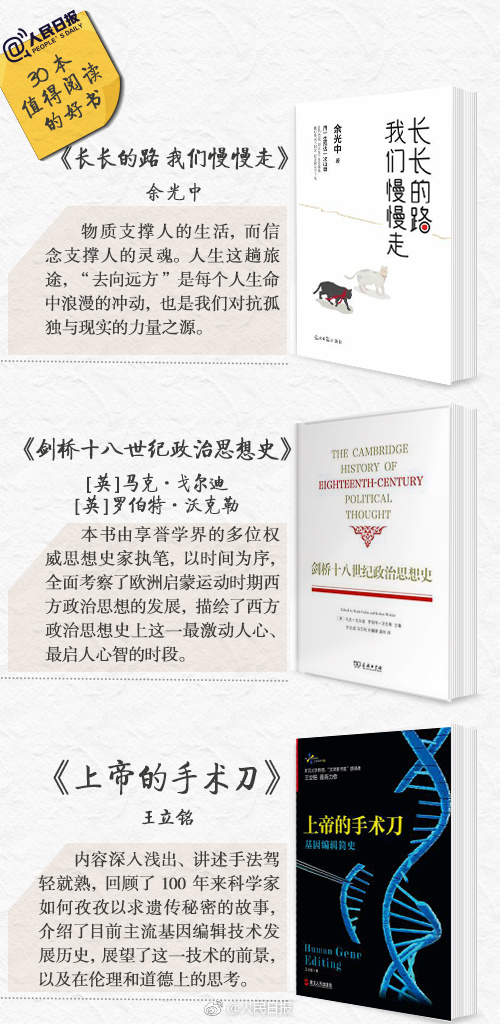 @人民日报
PEOPLE'S DAILY
30本
值得阅读
的好书
《长长的路 我们慢慢走》
余光中
物质支撑人的生活，而信
念支撑人的灵魂。人生这趟旅
途，“去向远方”是每个人生命
中浪漫的冲动，也是我们对抗孤
独与现实的力量之源。
长长的路
我们慢慢走
余光中 著
《剑桥十八世纪政治思想史》
[英]马克·戈尔迪
[英]罗伯特·沃克勒
本书由享誉学界的多位权
威思想史家执笔，以时间为序，
全面考察了欧洲启蒙运动时期西
方政治思想的发展，描绘了西方
政治思想史上这一最激动人心、
最启人心智的时段。
THE CAMBRIDGE
HISTORY OF
EIGHTEENTH-CENTURY
POLITICAL
THOUGHT
剑桥十八世纪政治思想史
商务印书馆
《上帝的手术刀》
王立铭
内容深入浅出、讲述手法驾
轻就熟，回顾了 100 年来科学家
如何孜孜以求遗传秘密的故事，
介绍了目前主流基因编辑技术发
展历史，展望了这一技术的前景，
以及在伦理和道德上的思考。
王立铭 最新力作
上帝的手术刀
基因编辑简史
Human Gene
Editing
浙江人民出版社
@人民日报